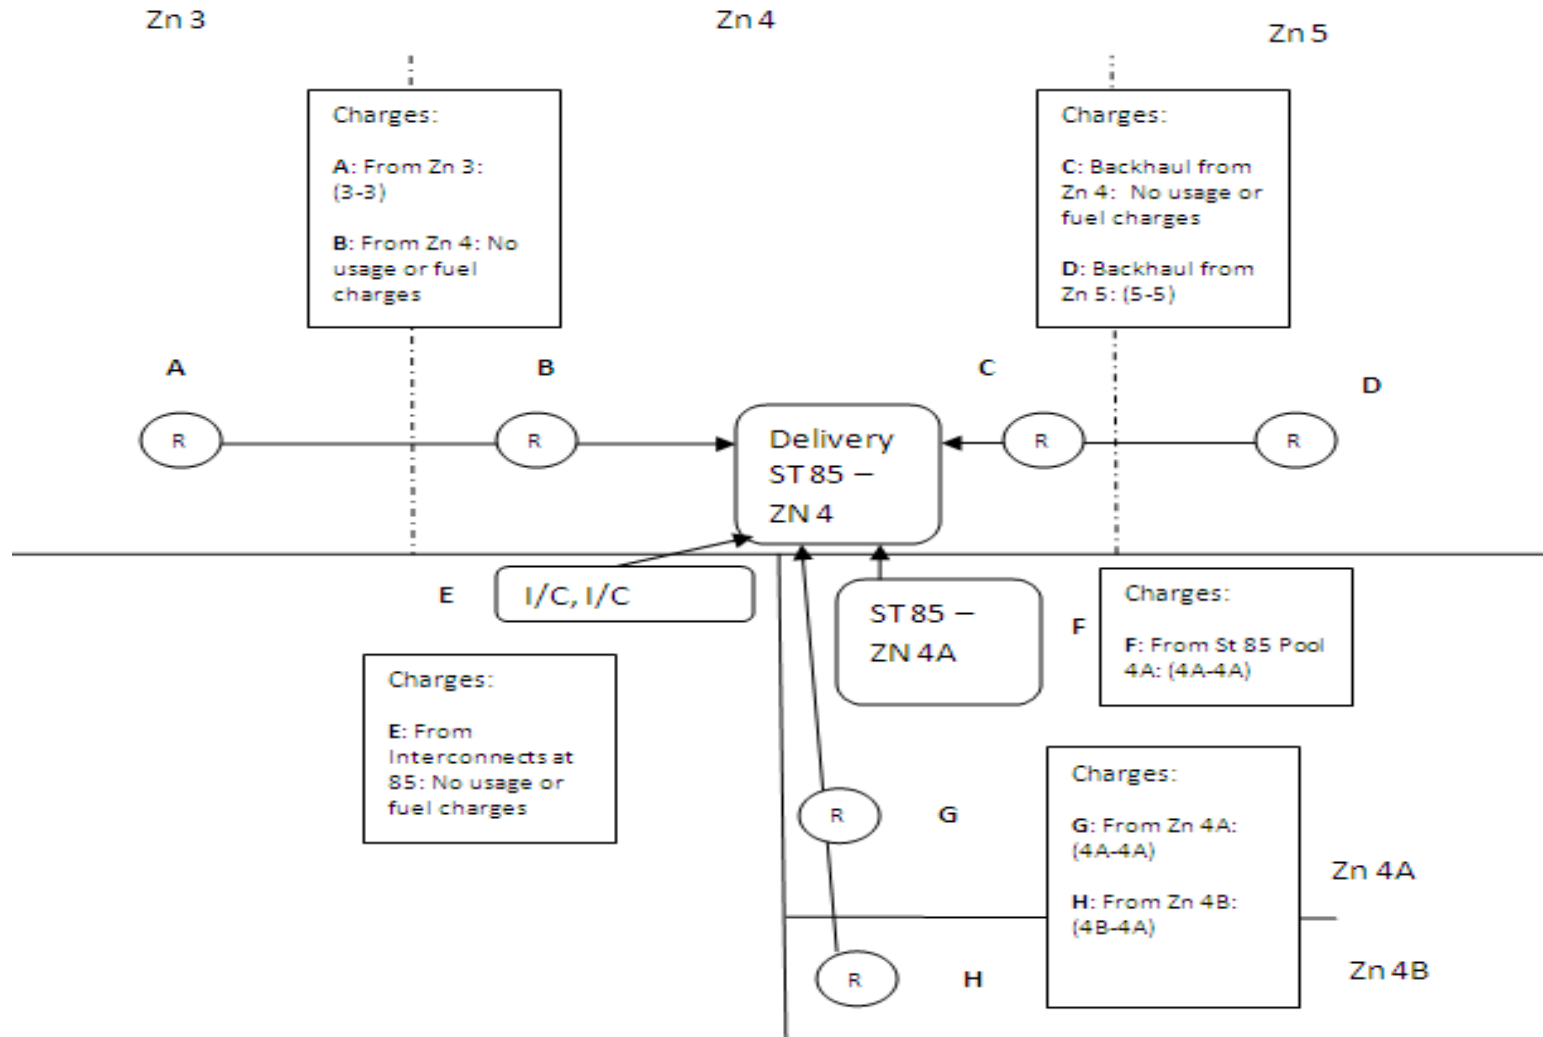 Zn 3
Zn 4
Zn 5
Charges:
A: From Zn 3:
(3-3)
B: From Zn 4: No
usage or fuel
charges
Charges:
C: Backhaul from
Zn 4: No usage or
fuel charges
D: Backhaul from
Zn 5: (5-5)
A
B
C
D
R
R
R
R
Delivery
ST 85 –
ZN 4
E
I/C, I/C
ST 85 –
ZN 4A
F
Charges:
F: From St 85 Pool
4A: (4A-4A)
Charges:
E: From
Interconnects at
85: No usage or
fuel charges
R
G
Charges:
G: From Zn 4A:
(4A-4A)
H: From Zn 4B:
(4B-4A)
Zn 4A
R
H
Zn 4B